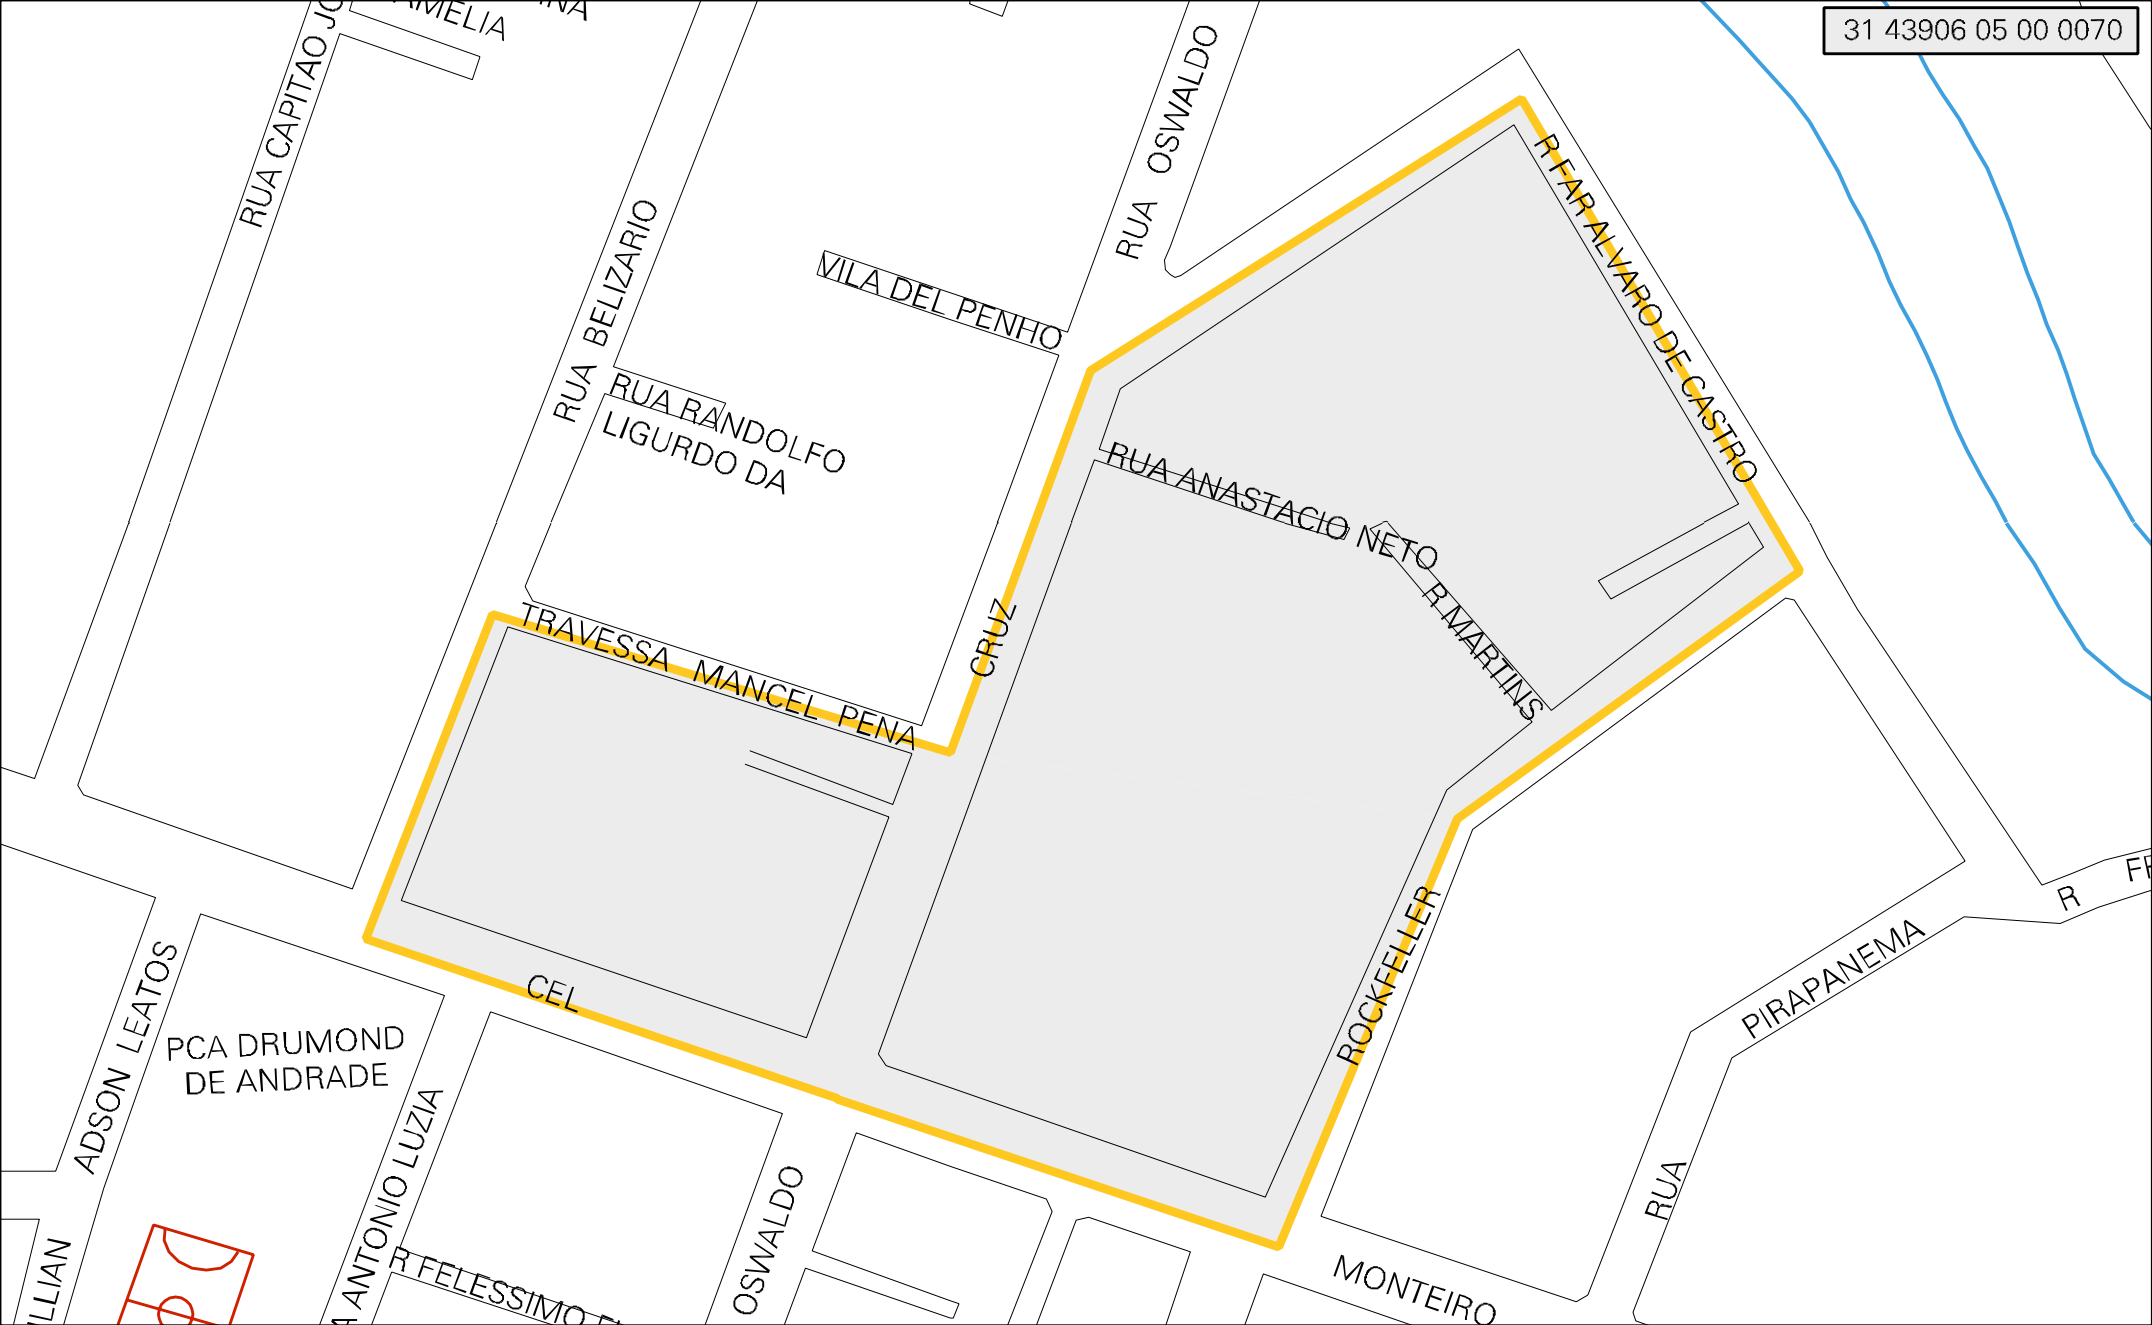 AMELIA
31 43906 05 00 0070
RUA CAPITAO
RUA OSWALDO
R FAR ALVARO DE CASTRO
RUA BELIZARIO
VILA DEL PENHO
RUA RANDOLFO
LIGURDO DA
RUA ANASTACIO NETO
R MARTINS
TRAVESSA MANCEL PENA
CRUZ
ROCKFELLER
R
PIRAPANEMA
CEL
ADSON LEATOS
PCA DRUMOND
DE ANDRADE
ANTONIO LUZIA
OSWALDO
RUA
R FELESSIMO
MONTEIRO